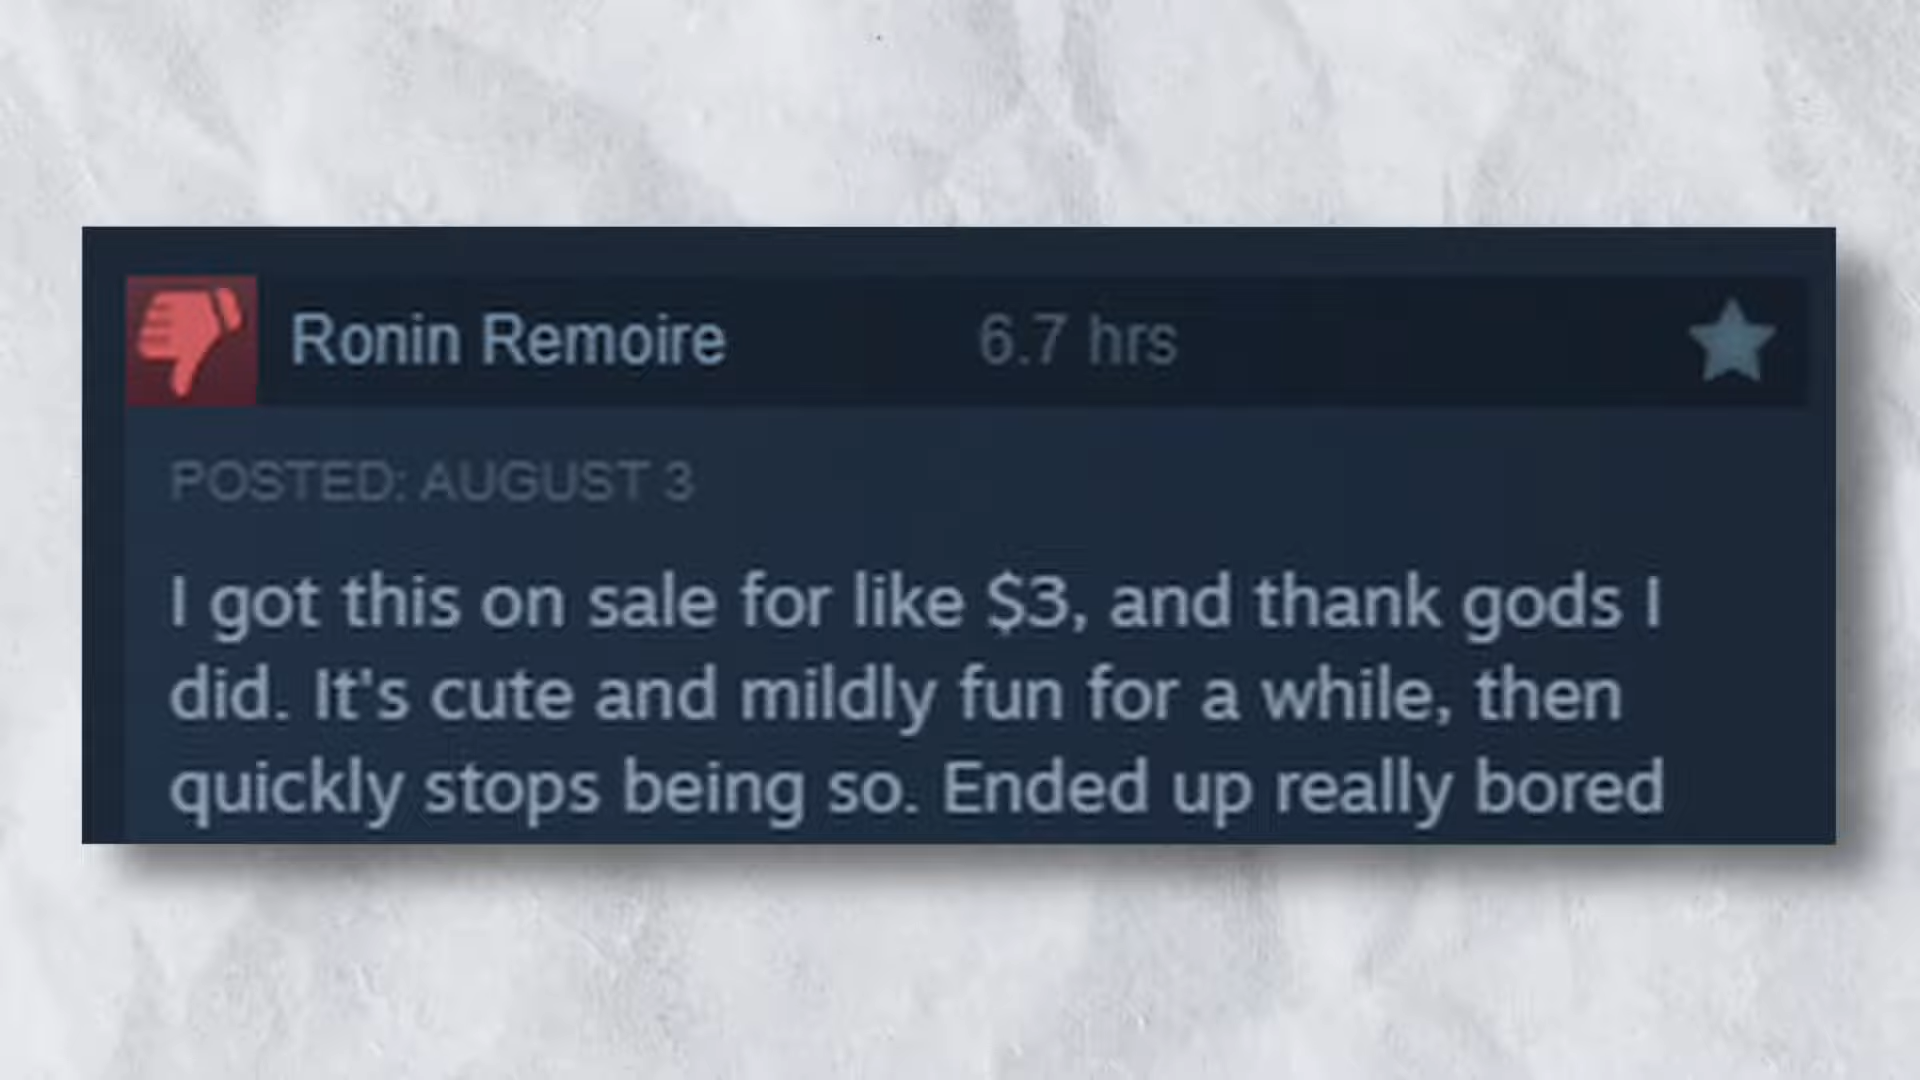 Ronin Remoire 6.7 hrs
POSTED: AUGUST 3
I got this on sale for like $3, and thank gods I
did. It's cute and mildly fun for a while, then
quickly stops being so. Ended up really bored